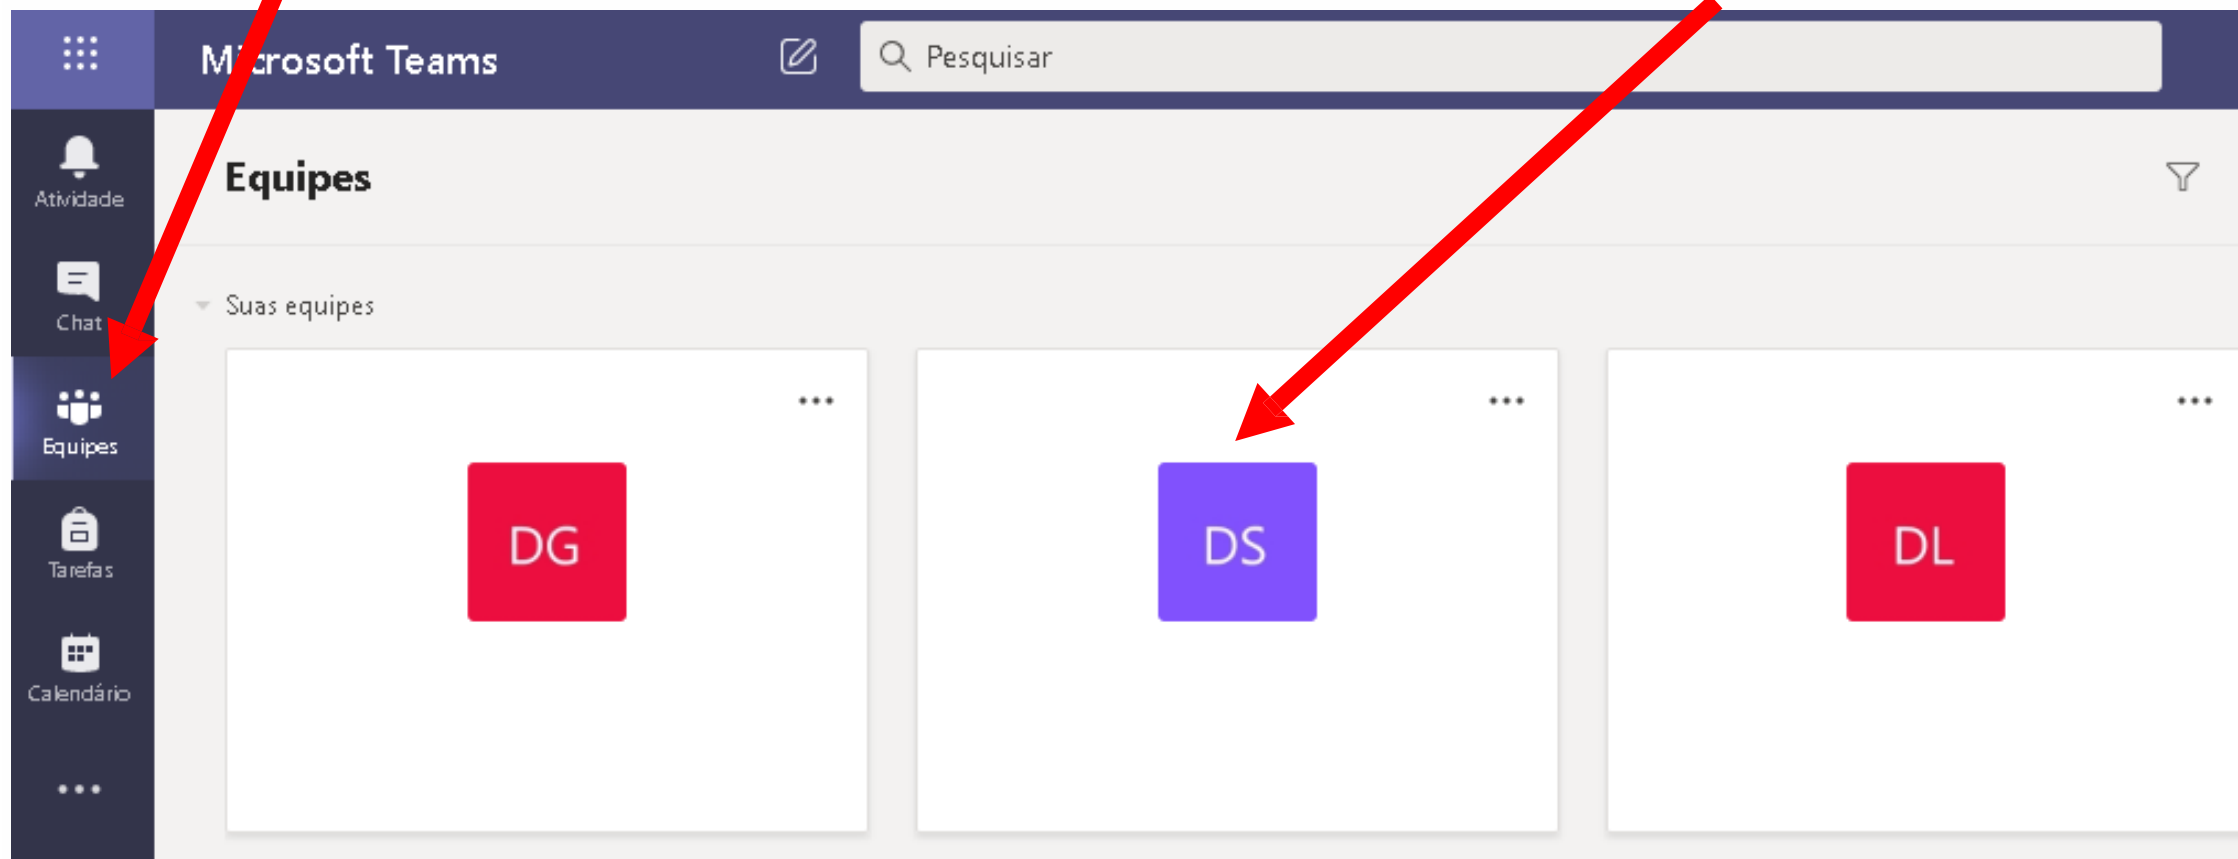 Microsoft Teams
Pesquisar
Atividade
Equipes
Chat
Suas equipes
Equipes
DG
DS
DL
Tarefas
Calendário